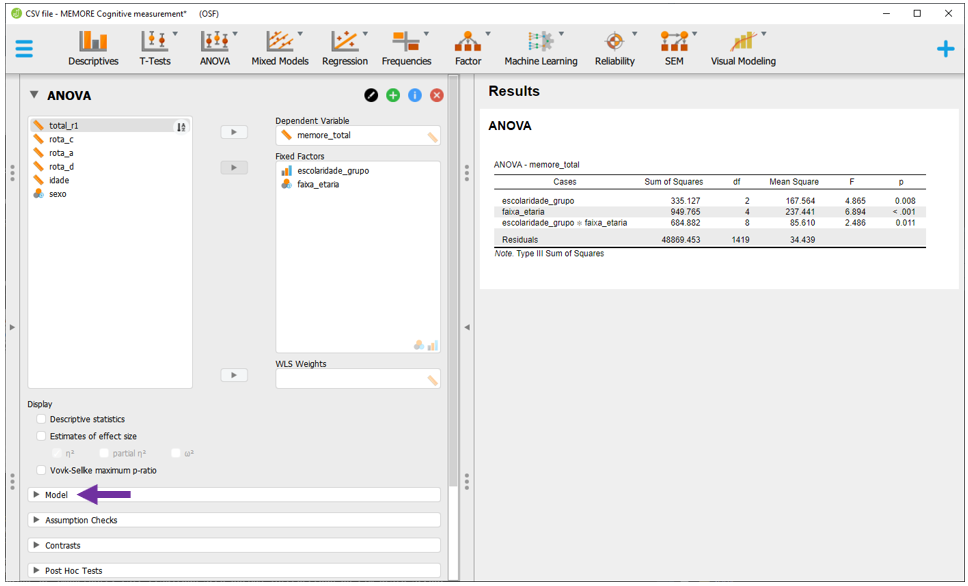 CSV file - MEMORE Cognitive measurement* (OSF)
Descriptives T-Tests ANOVA Mixed Models Regression Frequencies Factor Machine Learning Reliability SEM Visual Modeling
ANOVA
total_r1
rota_c
rota_a
rota_d
idade
sexo
Dependent Variable
memore_total
Fixed Factors
escolaridade_grupo
faixa_etaria
WLS Weights
Display
Descriptive statistics
Estimates of effect size
η² partial η² ω²
Vovk-Sellke maximum p-ratio
Model
Assumption Checks
Contrasts
Post Hoc Tests
Results
ANOVA
ANOVA - memore_total
Cases Sum of Squares df Mean Square F p
escolaridade_grupo 335.127 2 167.564 4.865 0.008
faixa_etaria 949.765 4 237.441 6.894 < .001
escolaridade_grupo ∗ faixa_etaria 684.882 8 85.610 2.486 0.011
Residuals 48869.453 1419 34.439
Note. Type III Sum of Squares